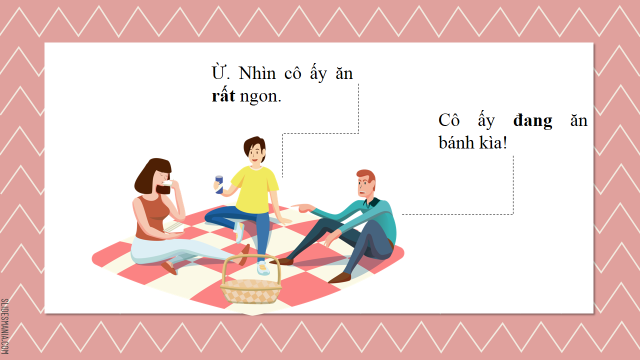 Ừ. Nhìn cô ấy ăn
rất ngon.
Cô ấy đang ăn
bánh kìa!
SLIDESMANIA.COM